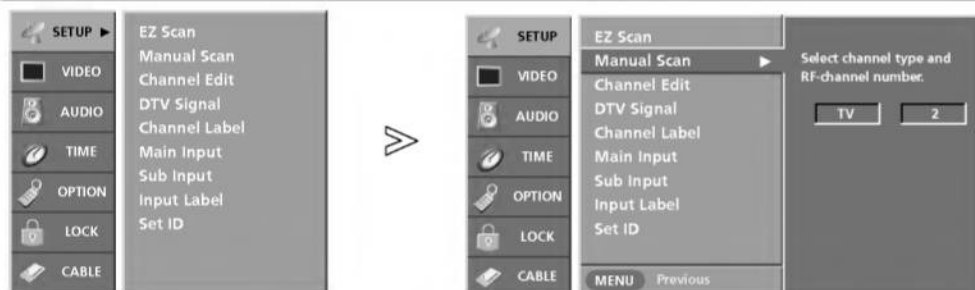 SETUP
VIDEO
AUDIO
TIME
OPTION
LOCK
CABLE
EZ Scan
Manual Scan
Channel Edit
DTV Signal
Channel Label
Main Input
Sub Input
Input Label
Set ID
SETUP
VIDEO
AUDIO
TIME
OPTION
LOCK
CABLE
EZ Scan
Manual Scan
Channel Edit
DTV Signal
Channel Label
Main Input
Sub Input
Input Label
Set ID
MENU Previous
Select channel type and
RF-channel number.
TV 2